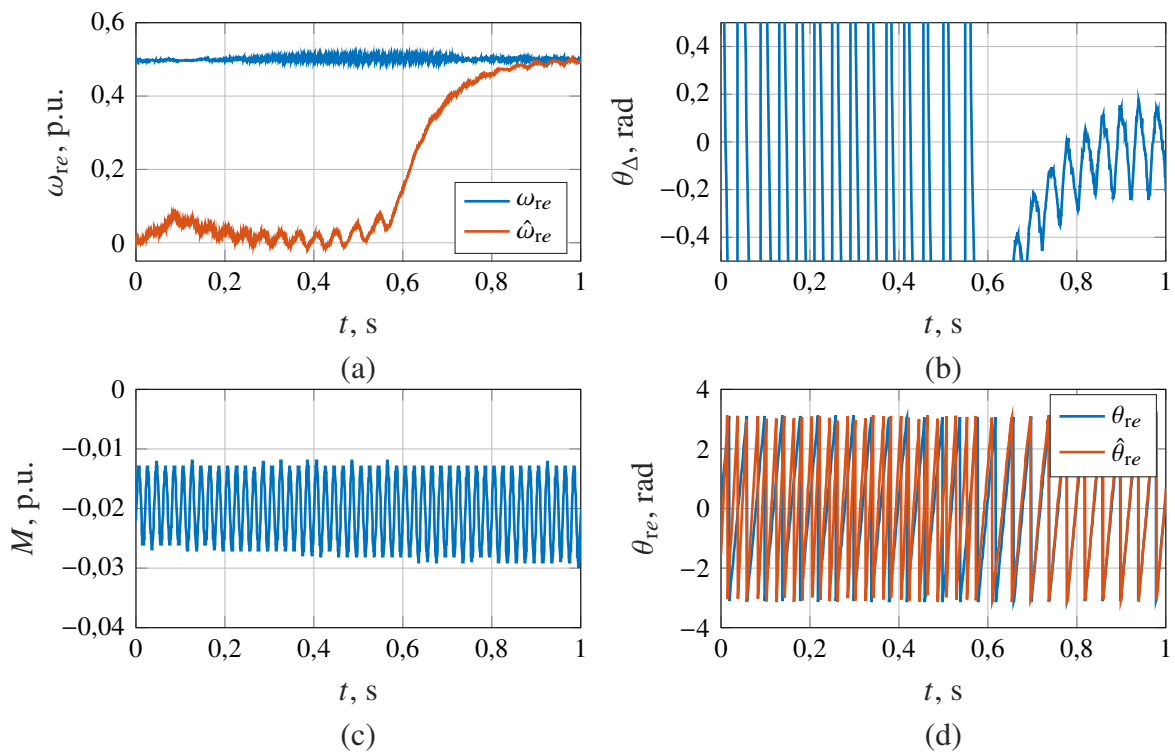 0,6
0,4
0,2
0
ω_re, p.u.
ω_re
ω̂_re
0 0,2 0,4 0,6 0,8 1
t, s
(a)
0,4
0,2
0
−0,2
−0,4
θ_Δ, rad
0 0,2 0,4 0,6 0,8 1
t, s
(b)
0
−0,01
−0,02
−0,03
−0,04
M, p.u.
0 0,2 0,4 0,6 0,8 1
t, s
(c)
4
2
0
−2
−4
θ_re, rad
θ_re
θ̂_re
0 0,2 0,4 0,6 0,8 1
t, s
(d)